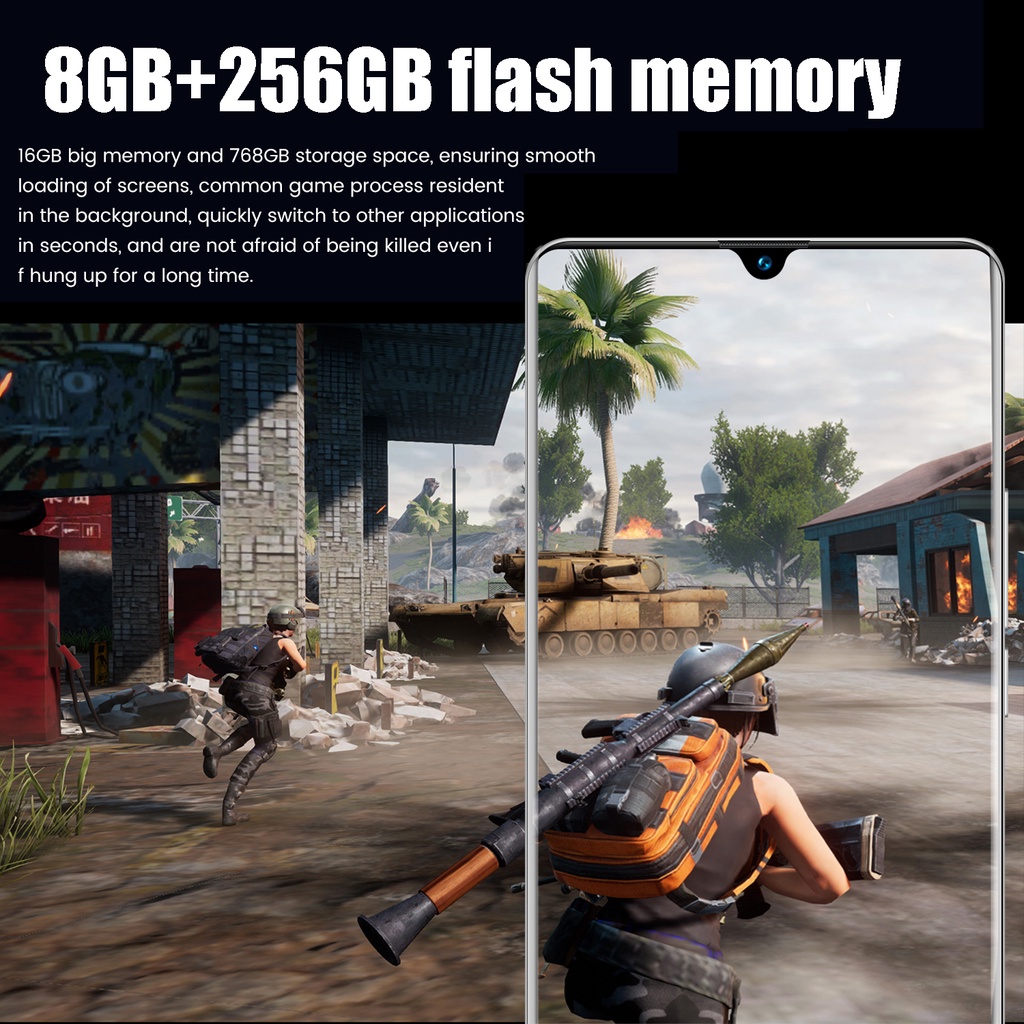 8GB+256GB flash memory
16GB big memory and 768GB storage space, ensuring smooth
loading of screens, common game process resident
in the background, quickly switch to other applications
in seconds, and are not afraid of being killed even i
f hung up for a long time.